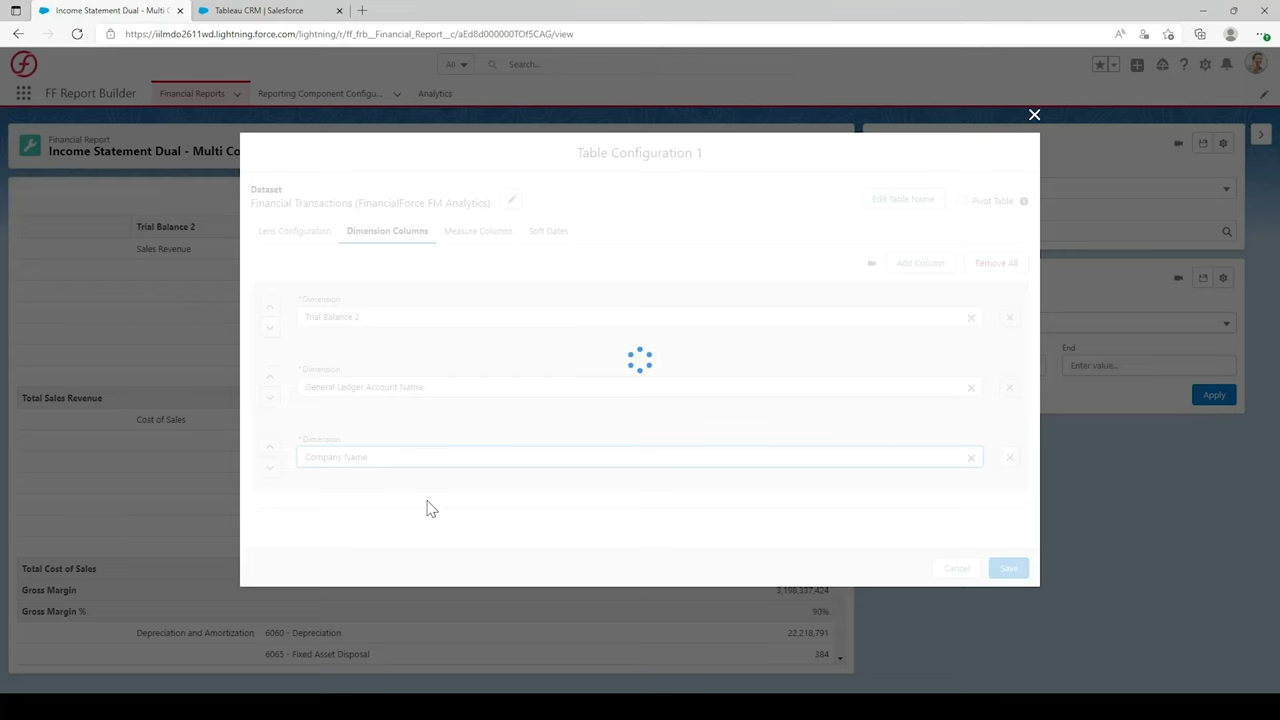 Income Statement Dual - Multi C
Tableau CRM | Salesforce
https://iilmdo2611wd.lightning.force.com/lightning/r/ff_frb__Financial_Report__c/aEd8d000000TOf5CAG/view
All
Search...
FF Report Builder
Financial Reports
Reporting Component Configu...
Analytics
Financial Report
Income Statement Dual - Multi Co
Table Configuration 1
Dataset
Financial Transactions (FinancialForce FM Analytics)
Edit Table Name
Pivot Table
Lens Configuration
Dimension Columns
Measure Columns
Soft Dates
Add Column
Remove All
*Dimension
Trial Balance 2
*Dimension
General Ledger Account Name
*Dimension
Company Name
Cancel
Save
Trial Balance 2
Sales Revenue
Total Sales Revenue
Cost of Sales
Total Cost of Sales
Gross Margin 3,198,337,424
Gross Margin % 90%
Depreciation and Amortization 6060 - Depreciation 22,218,791
6065 - Fixed Asset Disposal 384
End
Enter value...
Apply